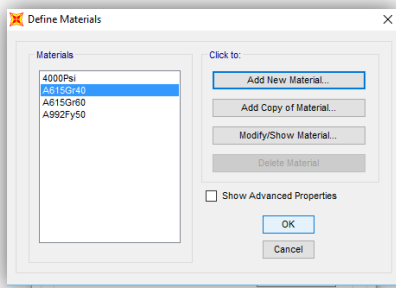 Define Materials
Materials
4000Psi
A615Gr40
A615Gr60
A992Fy50
Click to:
Add New Material...
Add Copy of Material...
Modify/Show Material...
Delete Material
Show Advanced Properties
OK
Cancel